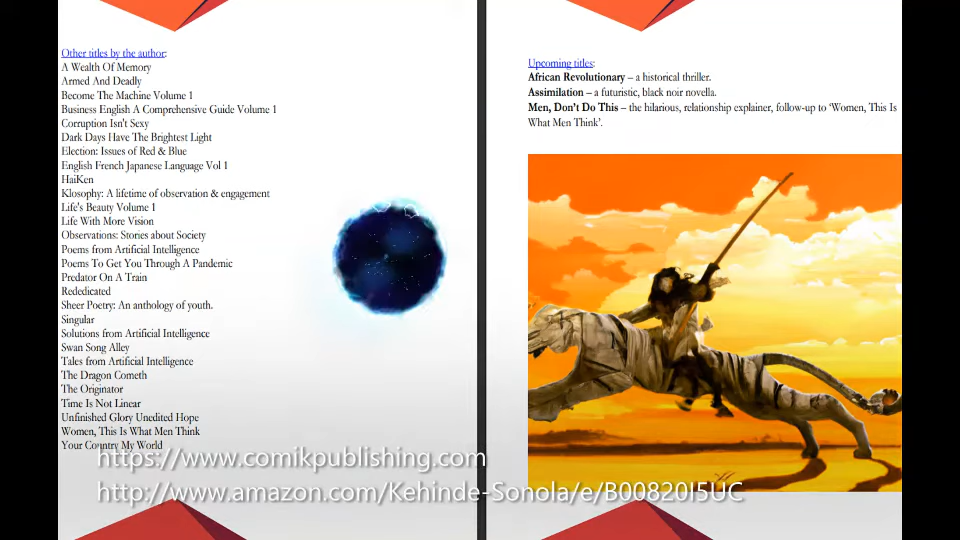 Other titles by the author:
A Wealth Of Memory
Armed And Deadly
Become The Machine Volume 1
Business English A Comprehensive Guide Volume 1
Corruption Isn't Sexy
Dark Days Have The Brightest Light
Election: Issues of Red & Blue
English French Japanese Language Vol 1
HaiKen
Klosophy: A lifetime of observation & engagement
Life's Beauty Volume 1
Life With More Vision
Observations: Stories about Society
Poems from Artificial Intelligence
Poems To Get You Through A Pandemic
Predator On A Train
Rededicated
Sheer Poetry: An anthology of youth.
Singular
Solutions from Artificial Intelligence
Swan Song Alley
Tales from Artificial Intelligence
The Dragon Cometh
The Originator
Time Is Not Linear
Unfinished Glory Unedited Hope
Women, This Is What Men Think
Your Country My World
Upcoming titles:
African Revolutionary – a historical thriller.
Assimilation – a futuristic, black noir novella.
Men, Don't Do This – the hilarious, relationship explainer, follow-up to 'Women, This Is
What Men Think'.
https://www.comikpublishing.com
http://www.amazon.com/Kehinde-Sonola/e/B00820I5UC